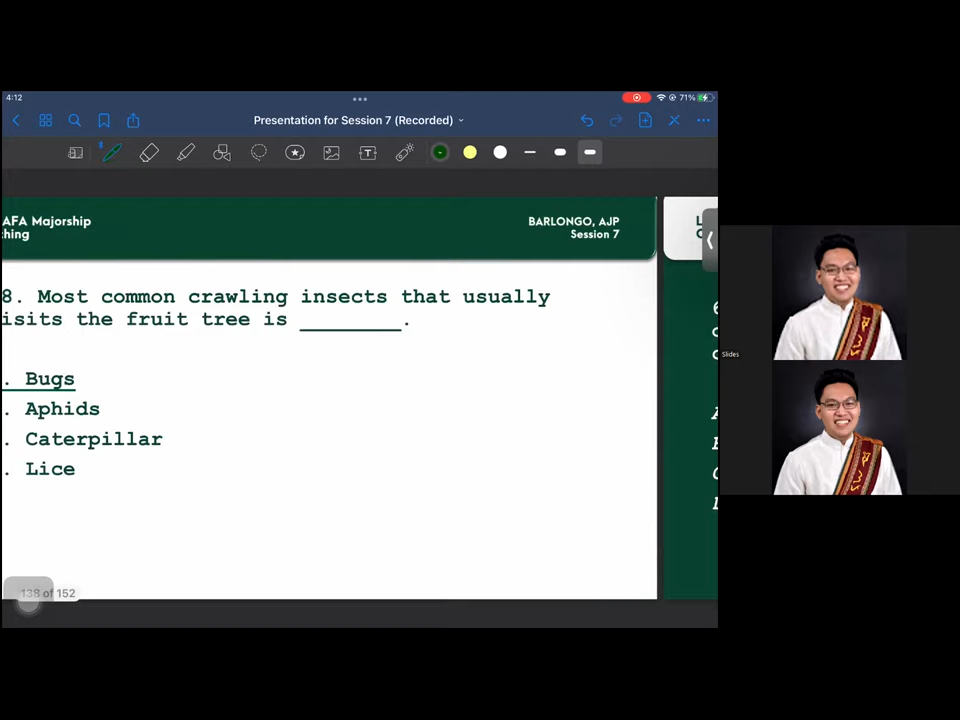 4:12
71%
Presentation for Session 7 (Recorded)
T
AFA Majorship
BARLONGO, AJP
hing
Session 7
8. Most common crawling insects that usually
isits the fruit tree is ________.
. Bugs
. Aphids
. Caterpillar
. Lice
138 of 152
Slides